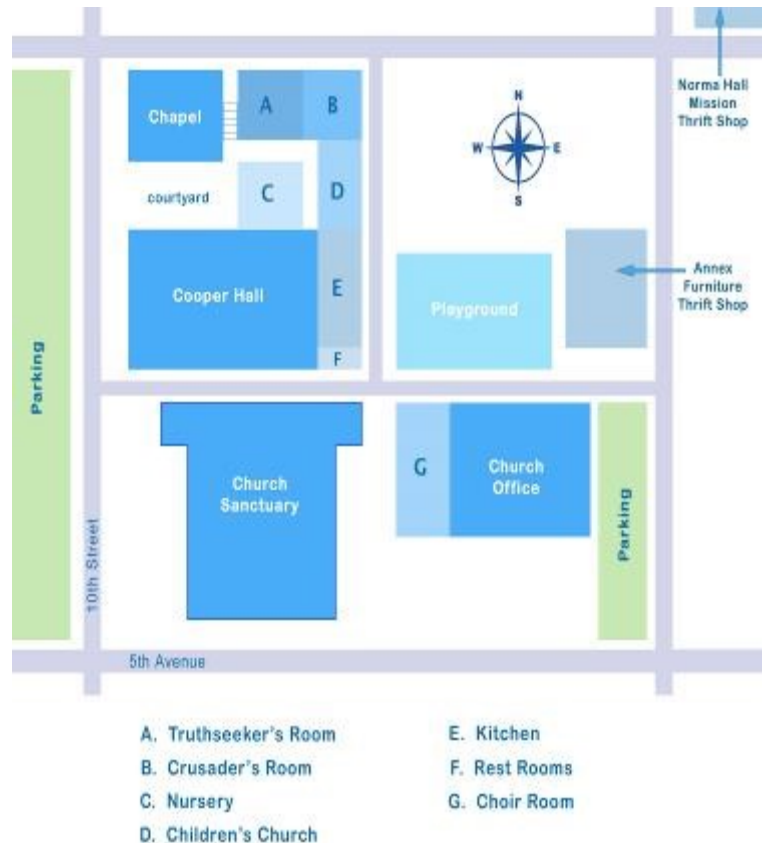 Norma Hall
Mission
Thrift Shop
Chapel
A
B
N
W
E
S
courtyard
C
D
Cooper Hall
E
F
Playground
Annex
Furniture
Thrift Shop
Parking
Church
Sanctuary
G
Church
Office
Parking
10th Street
5th Avenue
A. Truthseeker's Room
B. Crusader's Room
C. Nursery
D. Children's Church
E. Kitchen
F. Rest Rooms
G. Choir Room